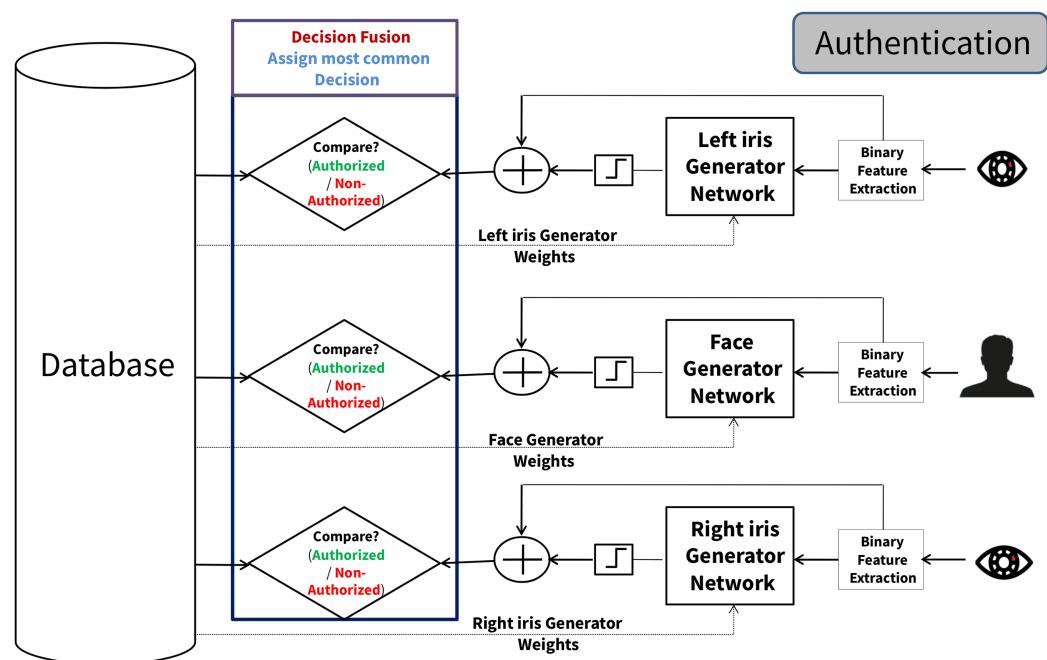 Authentication
Decision Fusion
Assign most common
Decision
Compare?
(Authorized
/ Non-
Authorized)
Left iris
Generator
Network
Binary
Feature
Extraction
Left iris Generator
Weights
Database
Compare?
(Authorized
/ Non-
Authorized)
Face
Generator
Network
Binary
Feature
Extraction
Face Generator
Weights
Compare?
(Authorized
/ Non-
Authorized)
Right iris
Generator
Network
Binary
Feature
Extraction
Right iris Generator
Weights